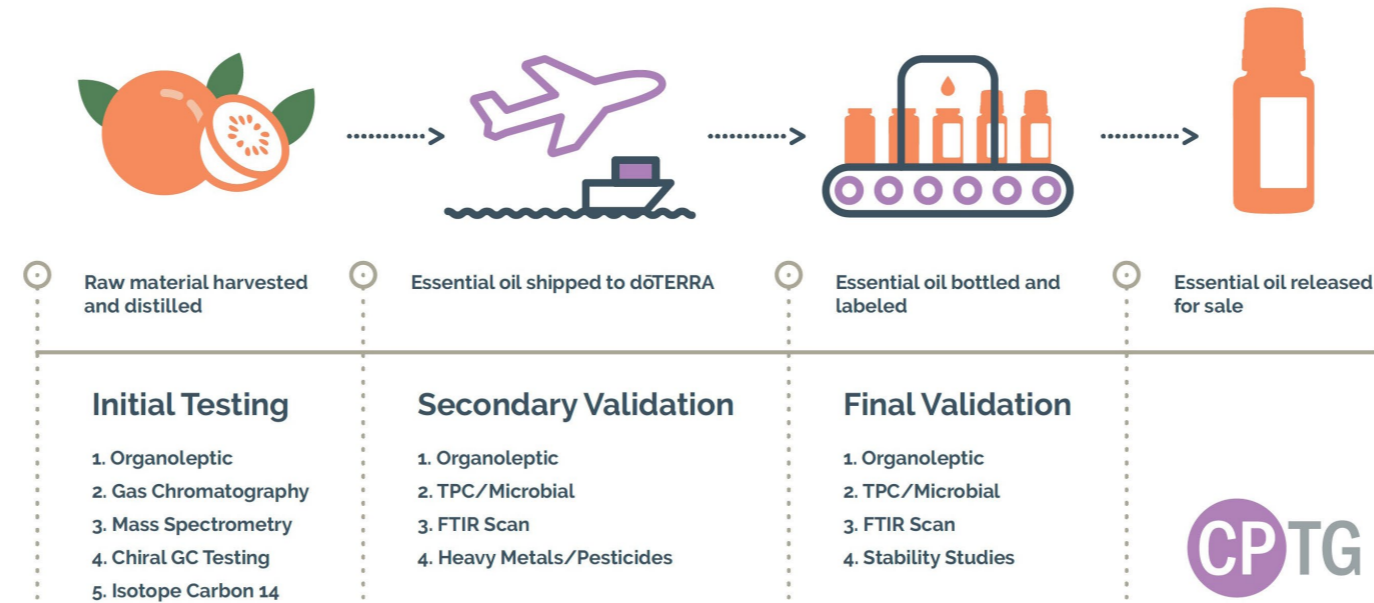 Raw material harvested
and distilled
Essential oil shipped to dōTERRA
Essential oil bottled and
labeled
Essential oil released
for sale
Initial Testing
1. Organoleptic
2. Gas Chromatography
3. Mass Spectrometry
4. Chiral GC Testing
5. Isotope Carbon 14
Secondary Validation
1. Organoleptic
2. TPC/Microbial
3. FTIR Scan
4. Heavy Metals/Pesticides
Final Validation
1. Organoleptic
2. TPC/Microbial
3. FTIR Scan
4. Stability Studies
CPTG